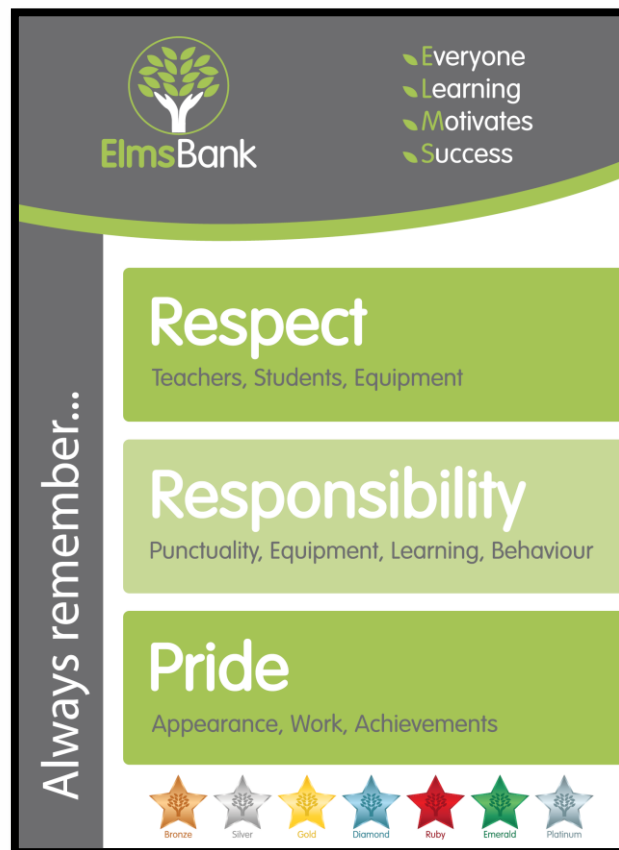 ElmsBank
Everyone
Learning
Motivates
Success
Always remember...
Respect
Teachers, Students, Equipment
Responsibility
Punctuality, Equipment, Learning, Behaviour
Pride
Appearance, Work, Achievements
Bronze Silver Gold Diamond Ruby Emerald Platinum